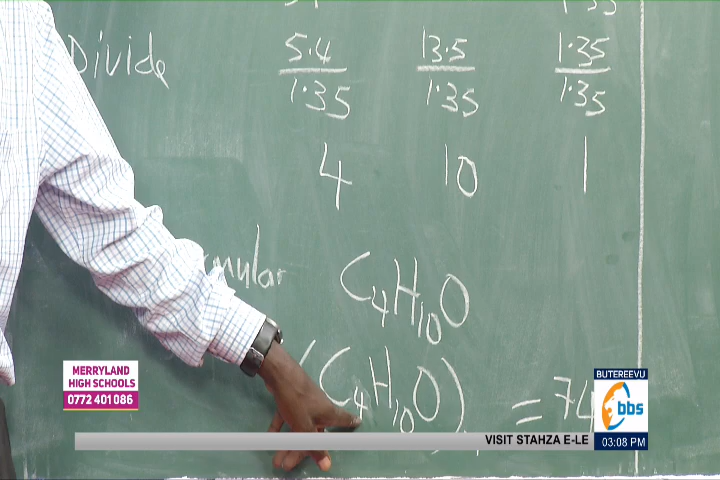 Divide 5.4/1.35 13.5/1.35 1.35/1.35
4 10 1
C₄H₁₀O
(C₄H₁₀O) = 74
MERRYLAND
HIGH SCHOOLS
0772 401 086
BUTEREEVU
bbs
VISIT STAHZA E-LE
03:08 PM